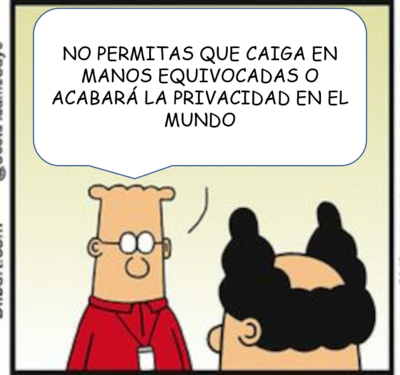 NO PERMITAS QUE CAIGA EN
MANOS EQUIVOCADAS O
ACABARÁ LA PRIVACIDAD EN EL
MUNDO